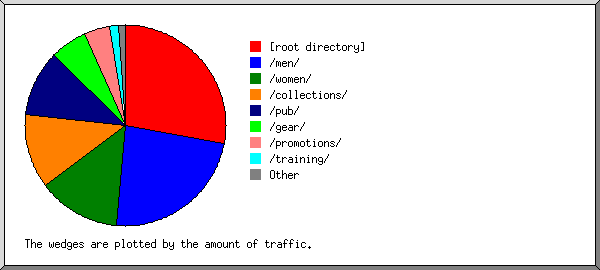 [root directory]
/men/
/women/
/collections/
/pub/
/gear/
/promotions/
/training/
Other
The wedges are plotted by the amount of traffic.